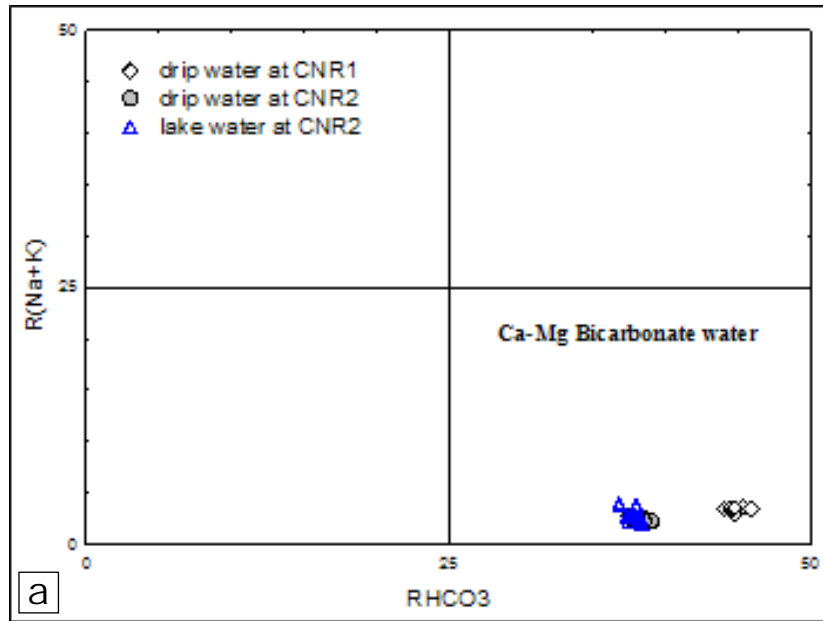 50
drip water at CNR1
drip water at CNR2
lake water at CNR2
R(Na+K)
25
Ca-Mg Bicarbonate water
0
0
25
50
RHCO3
a